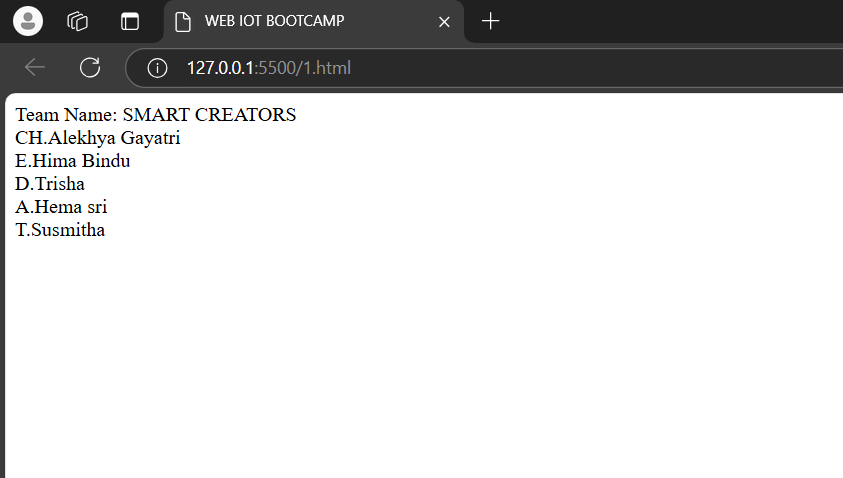 WEB IOT BOOTCAMP
127.0.0.1:5500/1.html
Team Name: SMART CREATORS
CH.Alekhya Gayatri
E.Hima Bindu
D.Trisha
A.Hema sri
T.Susmitha